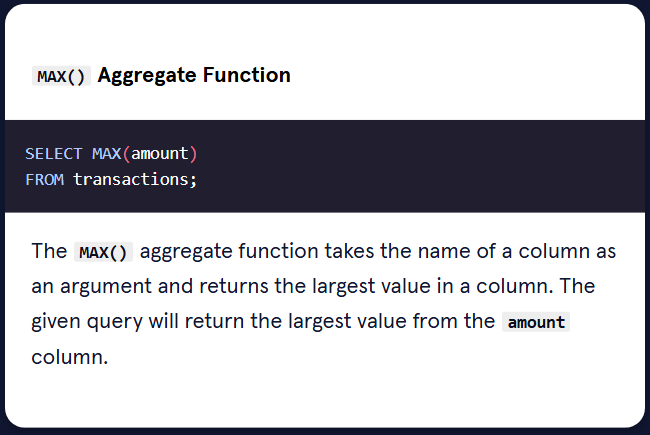 MAX() Aggregate Function
SELECT MAX(amount)
FROM transactions;
The MAX() aggregate function takes the name of a column as
an argument and returns the largest value in a column. The
given query will return the largest value from the amount
column.